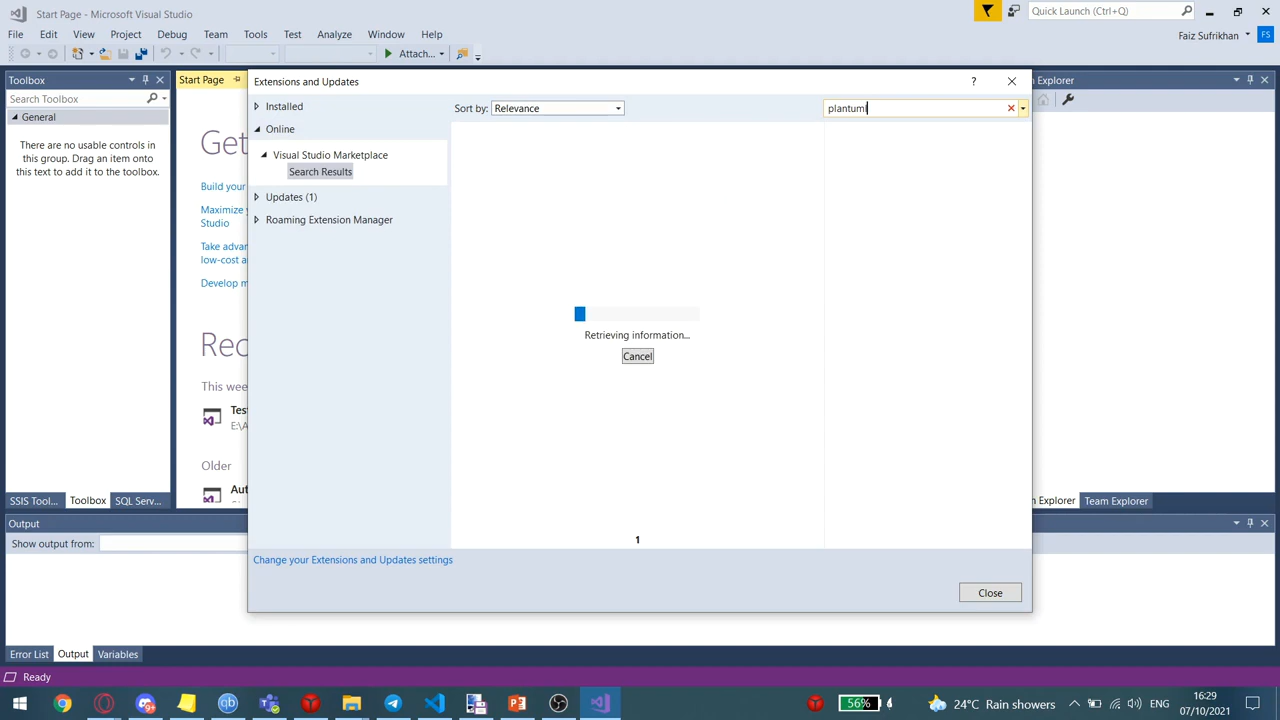 Start Page - Microsoft Visual Studio
Quick Launch (Ctrl+Q)
File Edit View Project Debug Team Tools Test Analyze Window Help
Faiz Sufrikhan FS
Attach...
Toolbox
Start Page
Search Toolbox
General
There are no usable controls in
this group. Drag an item onto
this text to add it to the toolbox.
Get
Build your
Maximize
Studio
Take advan
low-cost a
Develop m
Rec
This wee
Tes
E:\A
Older
Aut
Extensions and Updates
Installed
Online
Visual Studio Marketplace
Search Results
Updates (1)
Roaming Extension Manager
Sort by: Relevance
plantuml
Retrieving information...
Cancel
1
Change your Extensions and Updates settings
Close
Explorer
SSIS Tool... Toolbox SQL Serv...
n Explorer Team Explorer
Output
Show output from:
Error List Output Variables
Ready
56%
24°C Rain showers
ENG
16:29
07/10/2021